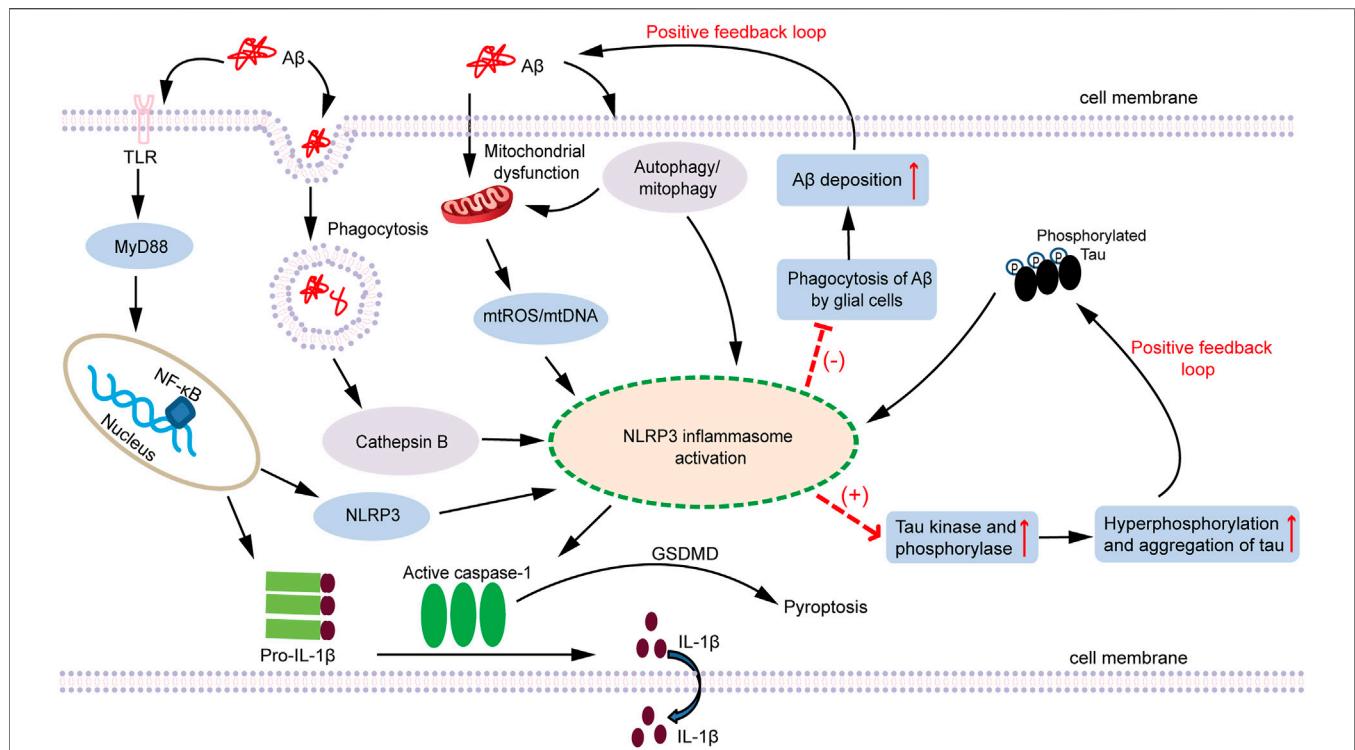 Positive feedback loop
Aβ
Aβ
cell membrane
TLR
Mitochondrial
dysfunction
Autophagy/
mitophagy
Aβ deposition
Phagocytosis
MyD88
Phosphorylated
Tau
P
P
P
Phagocytosis of Aβ
by glial cells
mtROS/mtDNA
(-)
Positive feedback
loop
NF-κB
Nucleus
Cathepsin B
NLRP3 inflammasome
activation
NLRP3
(+)
Tau kinase and
phosphorylase
Hyperphosphorylation
and aggregation of tau
GSDMD
Active caspase-1
Pyroptosis
Pro-IL-1β
IL-1β
cell membrane
IL-1β